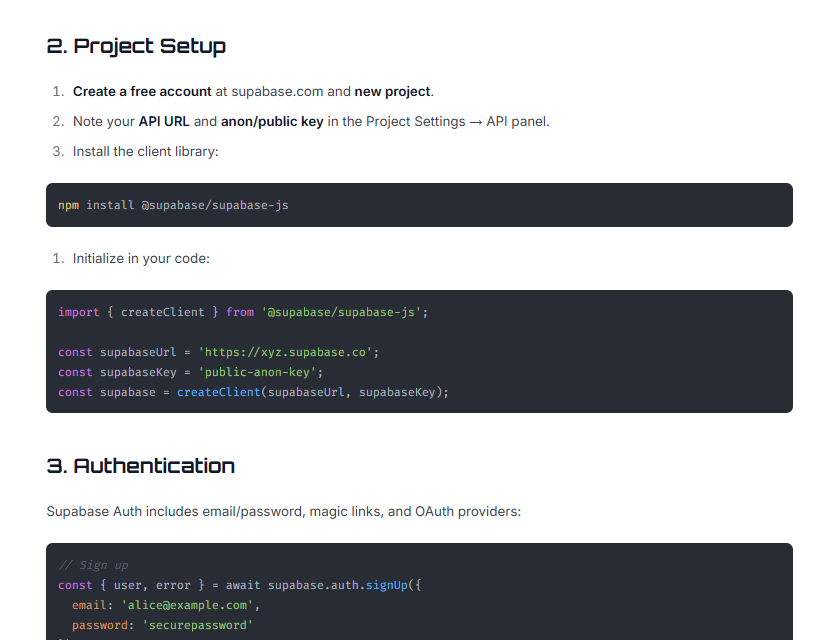 2. Project Setup
1. Create a free account at supabase.com and new project.
2. Note your API URL and anon/public key in the Project Settings → API panel.
3. Install the client library:
npm install @supabase/supabase-js
1. Initialize in your code:
import { createClient } from '@supabase/supabase-js';
const supabaseUrl = 'https://xyz.supabase.co';
const supabaseKey = 'public-anon-key';
const supabase = createClient(supabaseUrl, supabaseKey);
3. Authentication
Supabase Auth includes email/password, magic links, and OAuth providers:
// Sign up
const { user, error } = await supabase.auth.signUp({
  email: 'alice@example.com',
  password: 'securepassword'